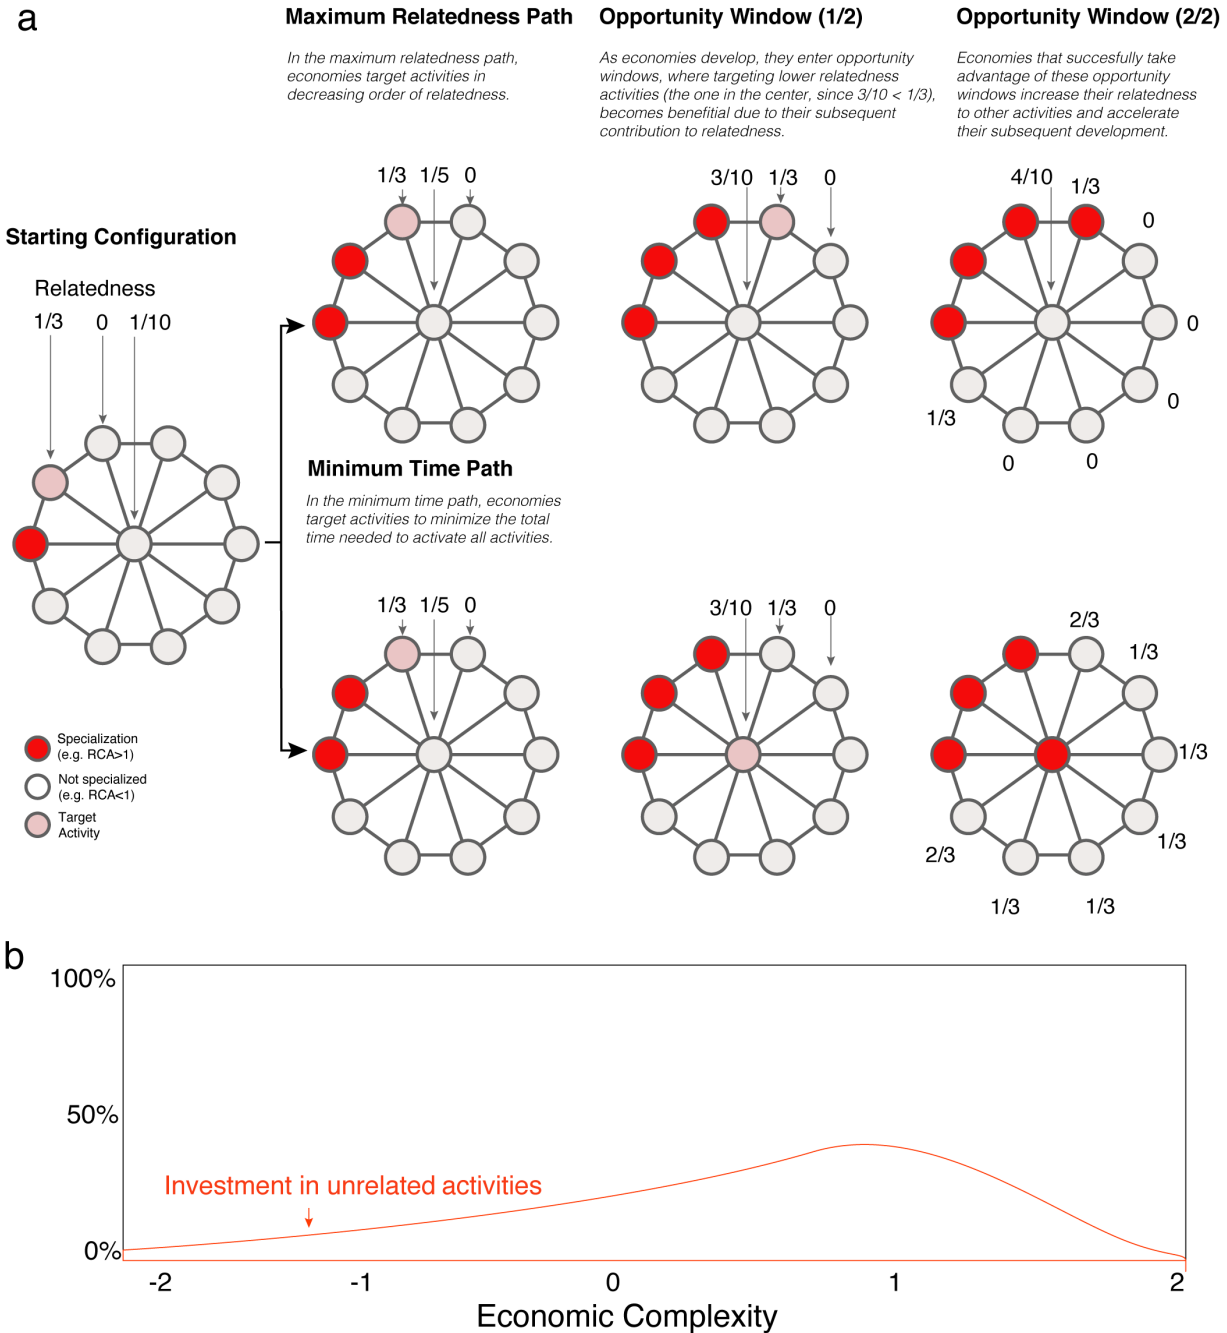 a
Maximum Relatedness Path
In the maximum relatedness path,
economies target activities in
decreasing order of relatedness.
Opportunity Window (1/2)
As economies develop, they enter opportunity
windows, where targeting lower relatedness
activities (the one in the center, since 3/10 < 1/3),
becomes benefitial due to their subsequent
contribution to relatedness.
Opportunity Window (2/2)
Economies that succesfully take
advantage of these opportunity
windows increase their relatedness
to other activities and accelerate
their subsequent development.
Starting Configuration
Relatedness
1/3 0 1/10
1/3 1/5 0
3/10 1/3 0
4/10 1/3
0
0
0
1/3
0 0
Minimum Time Path
In the minimum time path, economies
target activities to minimize the total
time needed to activate all activities.
1/3 1/5 0
3/10 1/3 0
2/3
1/3
1/3
1/3
2/3
1/3 1/3
Specialization
(e.g. RCA>1)
Not specialized
(e.g. RCA<1)
Target
Activity
b
100%
50%
0%
Investment in unrelated activities
-2 -1 0 1 2
Economic Complexity